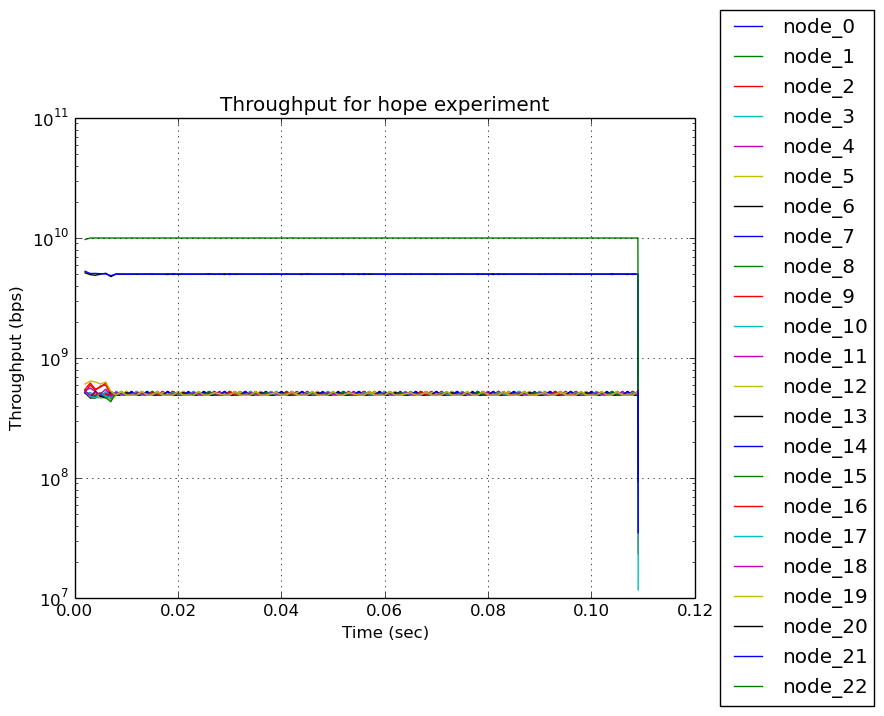 Throughput for hope experiment
Throughput (bps)
10^11
10^10
10^9
10^8
10^7
0.00 0.02 0.04 0.06 0.08 0.10 0.12
Time (sec)
node_0
node_1
node_2
node_3
node_4
node_5
node_6
node_7
node_8
node_9
node_10
node_11
node_12
node_13
node_14
node_15
node_16
node_17
node_18
node_19
node_20
node_21
node_22